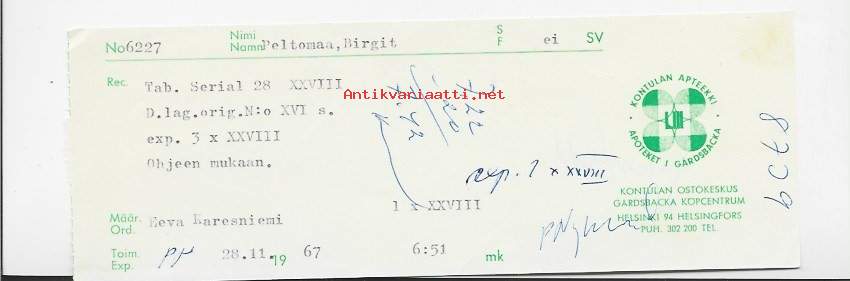 No6227
Nimi
Namn Peltomaa,Birgit
S
F ei SV
Rec. Tab. Serial 28 XXVIII
D.lag.orig.N:o XVI s.
exp. 3 x XXVIII
Ohjeen mukaan.
Antikvariaatti.net
exp. 1 x XXVIII
1 x XXVIII
Määr.
Ord. Eeva Karesniemi
Toim.
Exp. 28.11.1967 6:51 mk
KONTULAN APTEEKKI
APOTEKET I GÅRDSBACKA
KONTULAN OSTOKESKUS
GÅRDSBACKA KÖPCENTRUM
HELSINKI 94 HELSINGFORS
PUH. 302 200 TEL.
8709